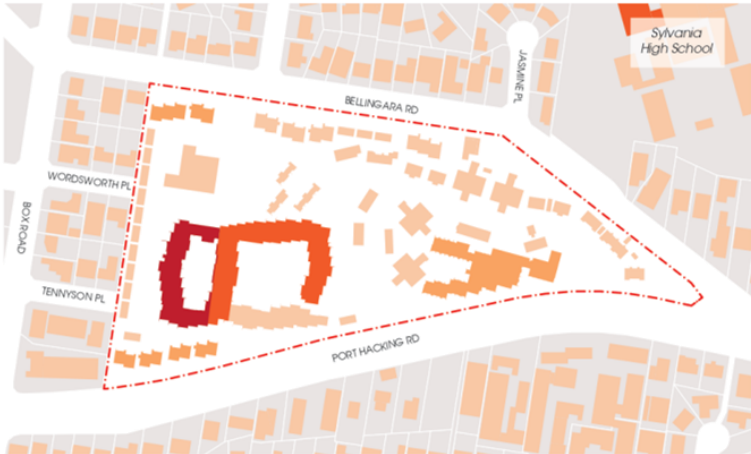 Sylvania
High School
JASMINE PL
BELLINGARA RD
WORDSWORTH PL
BOX ROAD
TENNYSON PL
PORT HACKING RD